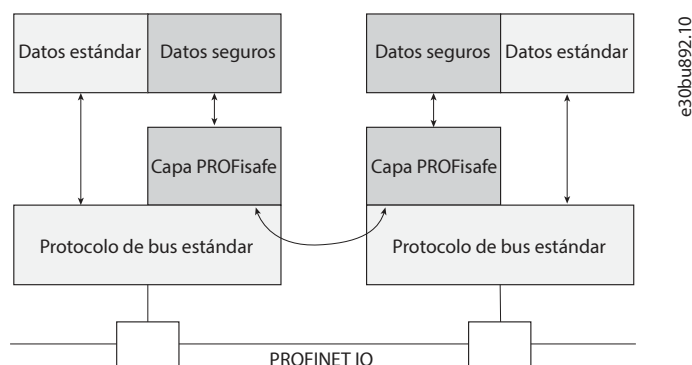 Datos estándar
Datos seguros
Datos seguros
Datos estándar
Capa PROFisafe
Capa PROFisafe
Protocolo de bus estándar
Protocolo de bus estándar
PROFINET IO
e30bu892.10